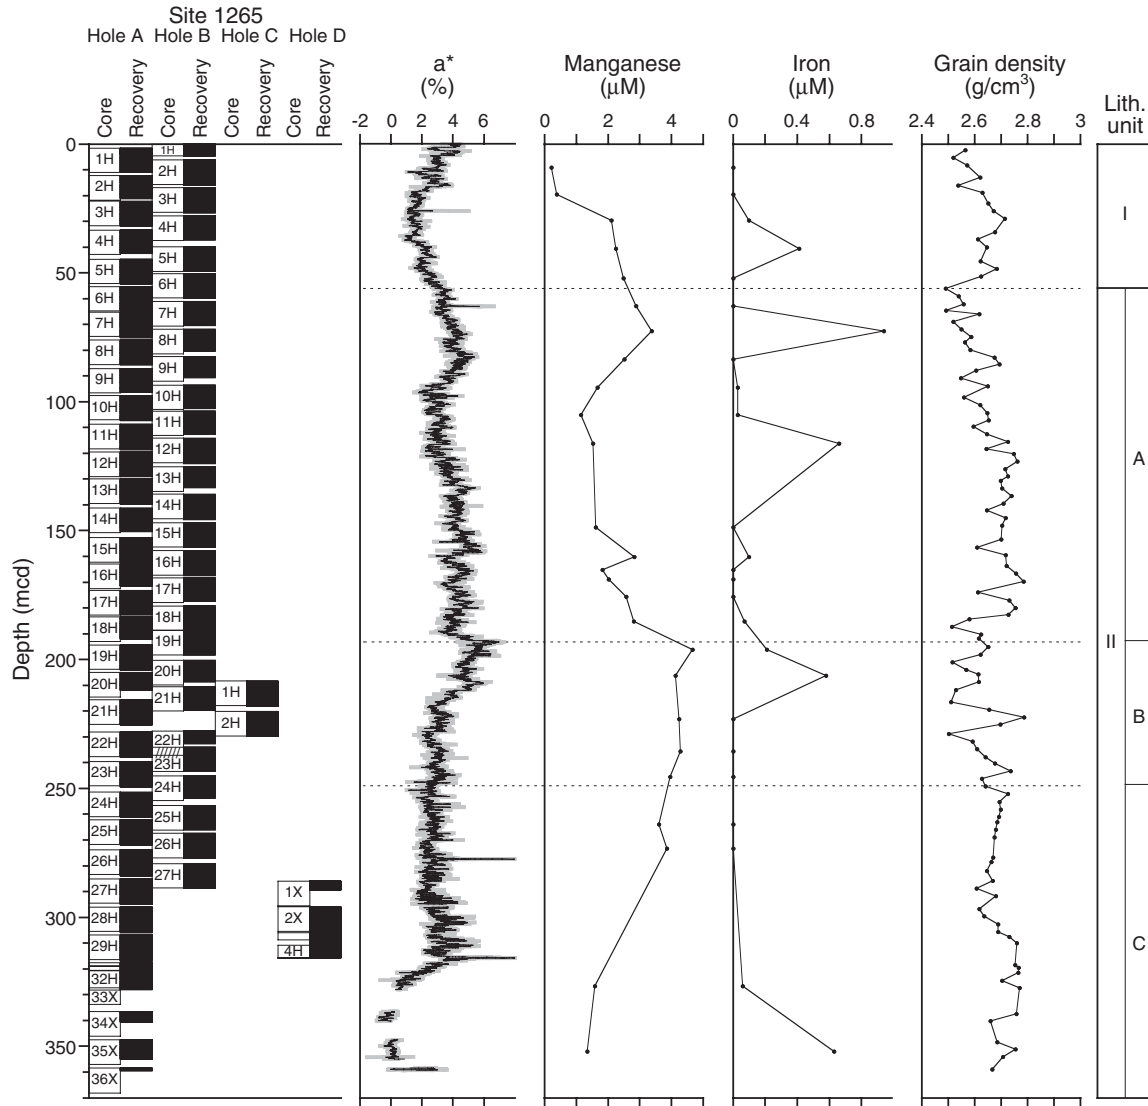 Site 1265
Hole A Hole B Hole C Hole D
Core Recovery Core Recovery Core Recovery Core Recovery
a* (%)
Manganese (μM)
Iron (μM)
Grain density (g/cm³)
Lith. unit
-2 0 2 4 6
0 2 4
0 0.4 0.8
2.4 2.6 2.8 3
Depth (mcd)
0
50
100
150
200
250
300
350
1H
2H
3H
4H
5H
6H
7H
8H
9H
10H
11H
12H
13H
14H
15H
16H
17H
18H
19H
20H
21H
22H
23H
24H
25H
26H
27H
28H
29H
32H
33X
34X
35X
36X
1H
2H
3H
4H
5H
6H
7H
8H
9H
10H
11H
12H
13H
14H
15H
16H
17H
18H
19H
20H
21H
22H
23H
24H
25H
26H
27H
1H
2H
1X
2X
4H
I
II
A
B
C